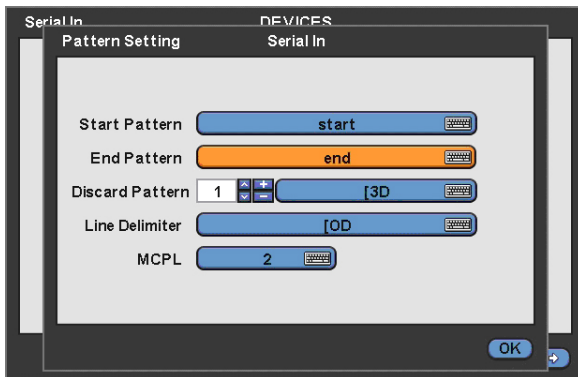 Serial In DEVICES
Pattern Setting Serial In
Start Pattern start
End Pattern end
Discard Pattern 1 [3D
Line Delimiter [OD
MCPL 2
OK